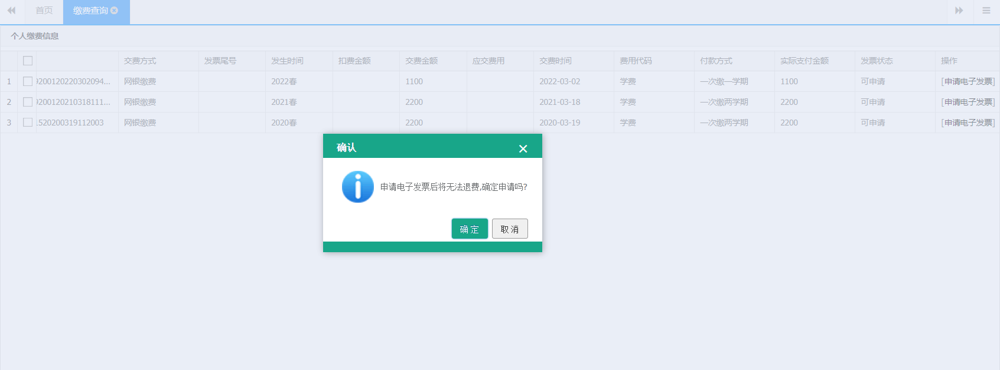 首页 缴费查询
个人缴费信息
交费方式 发票尾号 发生时间 扣费金额 交费金额 应交费用 交费时间 费用代码 付款方式 实际支付金额 发票状态 操作
1 9200120220302094... 网银缴费 2022春 1100 2022-03-02 学费 一次缴一学期 1100 可申请 [申请电子发票]
2 9200120210318111... 网银缴费 2021春 2200 2021-03-18 学费 一次缴两学期 2200 可申请 [申请电子发票]
3 1520200319112003 网银缴费 2020春 2200 2020-03-19 学费 一次缴两学期 2200 可申请 [申请电子发票]
确认
申请电子发票后将无法退费,确定申请吗?
确定 取消